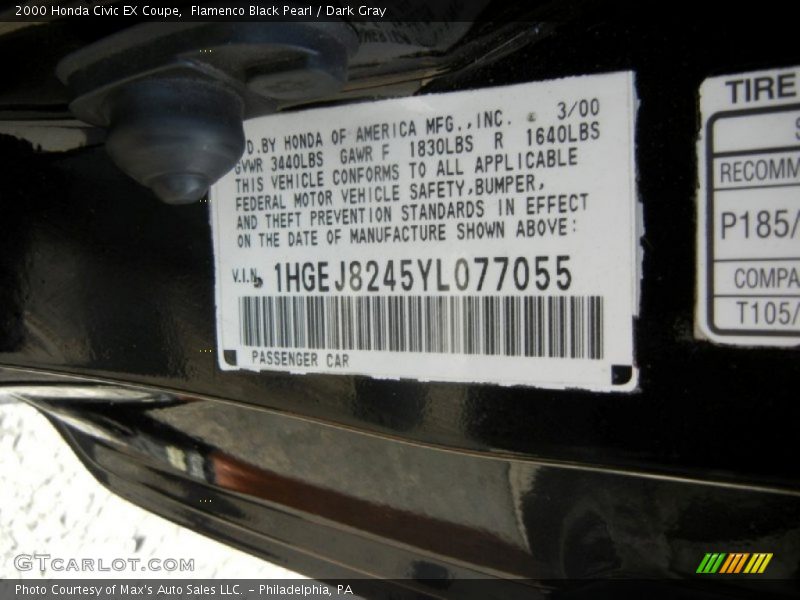 2000 Honda Civic EX Coupe,  Flamenco Black Pearl / Dark Gray
D.BY HONDA OF AMERICA MFG.,INC. 3/00
GVWR 3440LBS GAWR F 1830LBS R 1640LBS
THIS VEHICLE CONFORMS TO ALL APPLICABLE
FEDERAL MOTOR VEHICLE SAFETY,BUMPER,
AND THEFT PREVENTION STANDARDS IN EFFECT
ON THE DATE OF MANUFACTURE SHOWN ABOVE:
V.I.N. 1HGEJ8245YL077055
PASSENGER CAR
TIRE
S
RECOMM
P185/
COMPA
T105/
GTcarlot.com
Photo Courtesy of Max's Auto Sales LLC. - Philadelphia, PA